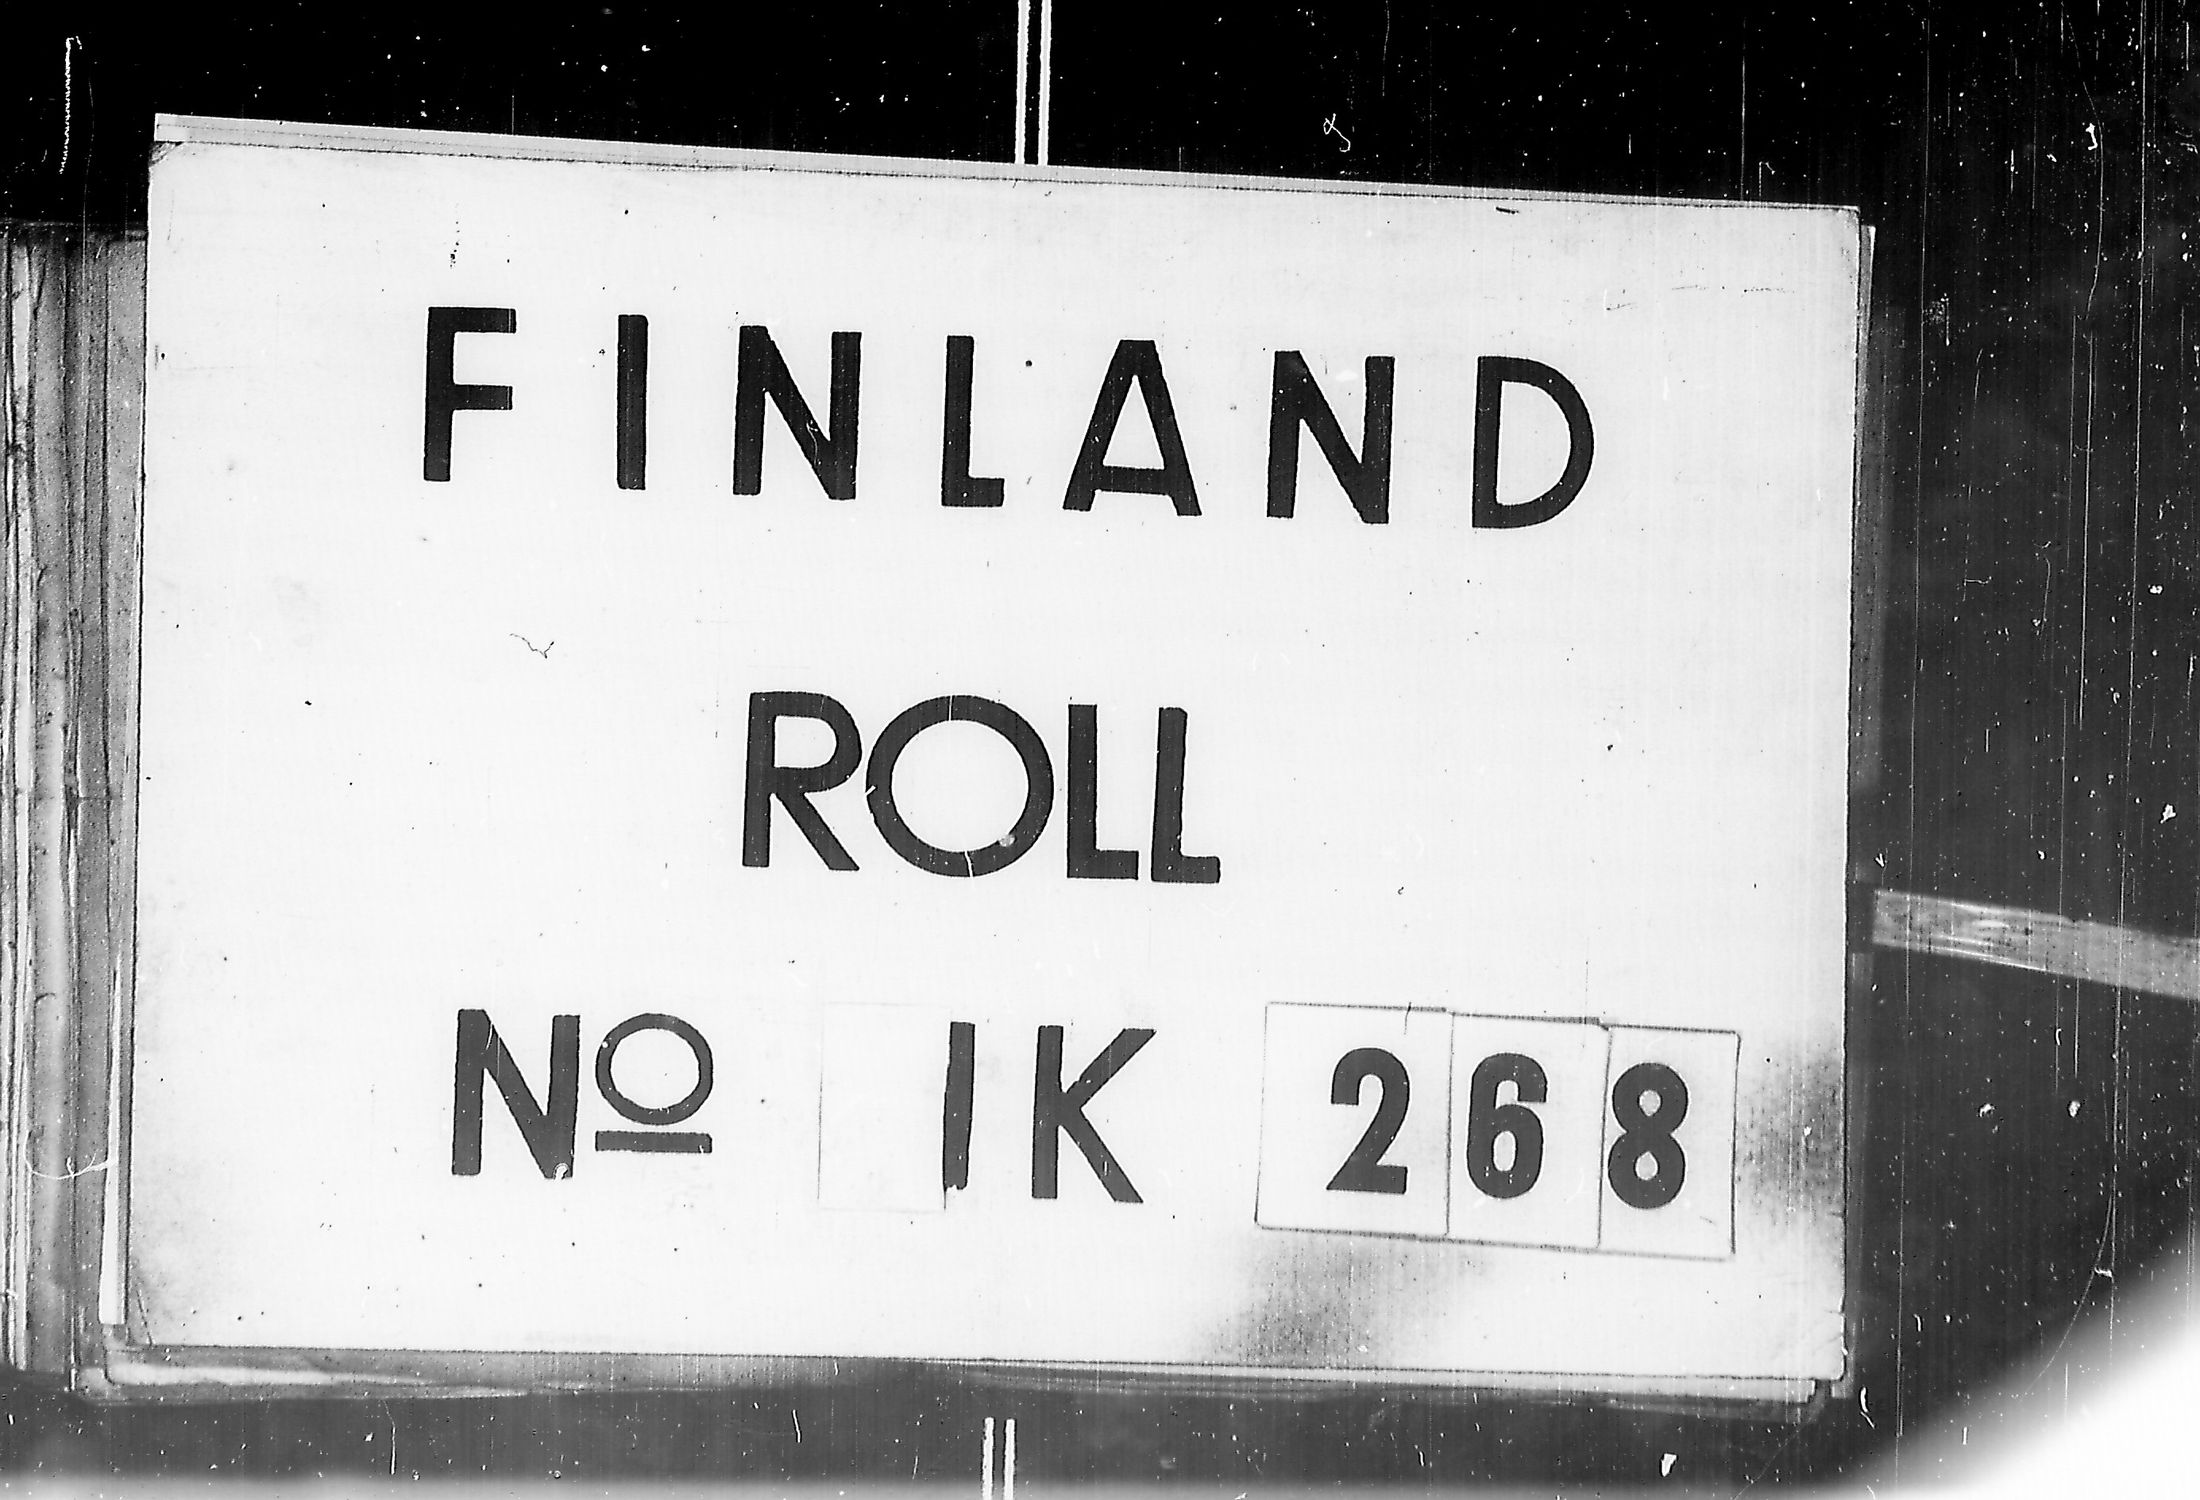 FINLAND
ROLL
Nº IK 268